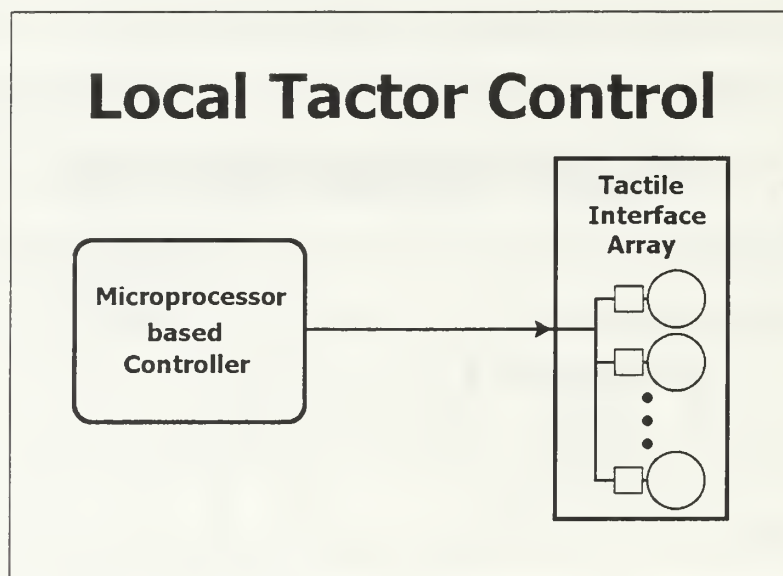 Local Tactor Control
Tactile
Interface
Array
Microprocessor
based
Controller